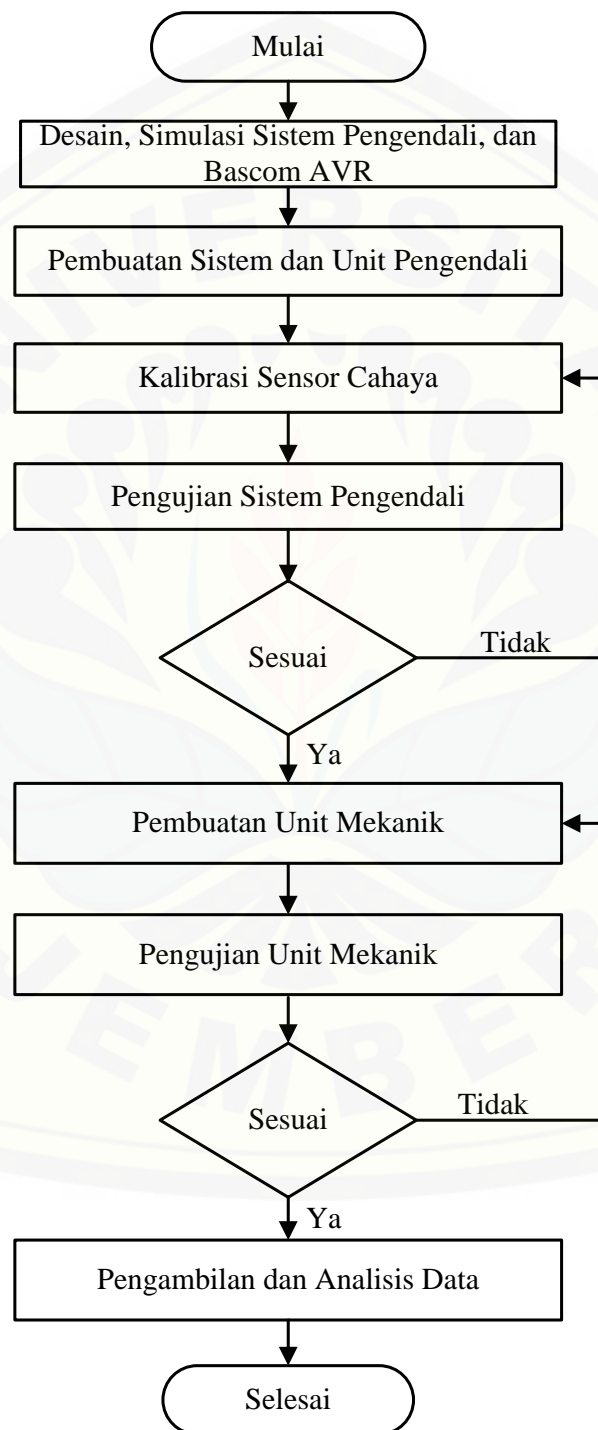 Mulai
Desain, Simulasi Sistem Pengendali, dan
Bascom AVR
Pembuatan Sistem dan Unit Pengendali
Kalibrasi Sensor Cahaya
Pengujian Sistem Pengendali
Sesuai
Tidak
Ya
Pembuatan Unit Mekanik
Pengujian Unit Mekanik
Sesuai
Tidak
Ya
Pengambilan dan Analisis Data
Selesai